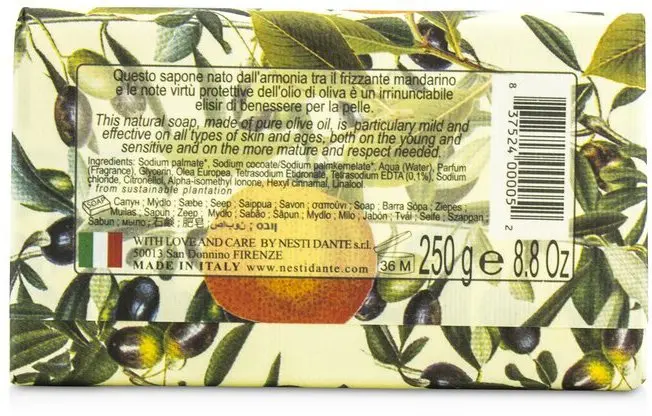 Questo sapone nato dall'armonia tra il frizzante mandarino
e le note virtù protettive dell'olio di oliva è un irrinunciabile
elisir di benessere per la pelle.
This natural soap, made of pure olive oil, is -particulary mild and
effective on all types of skin and ages, both on the young and
sensitive and on the more mature and respect needed.
Ingredients: Sodium palmate*, Sodium cocoate/Sodium palmkernelate*, Aqua (Water), Parfum
(Fragrance), Glycerin, Olea Europea, Tetrasodium Etidronate, Tetrasodium EDTA (0,1%), Sodium
chloride, Citronellol, Alpha-isomethyl Ionone, Hexyl cinnamal, Linalool.
*from sustainable plantation
SOAP Сапун / Mýdlo / Sæbe / Seep / Saippua / Savon / σαπούνι / Soap / Barra Sópa / Ziepes /
Muilas / Sapun / Zeep / Mydło / Sabão / Săpun / Mydlo / Milo / Jabón / Tvål / Seife / Szappan /
Sabun / мыло / 石鹸 / 肥皂 /
WITH LOVE AND CARE BY NESTI DANTE s.r.l.
50013 San Donnino FIRENZE
MADE IN ITALY www.nestidante.com
36 M
250 g e 8.8 Oz
8 37524 00005 2